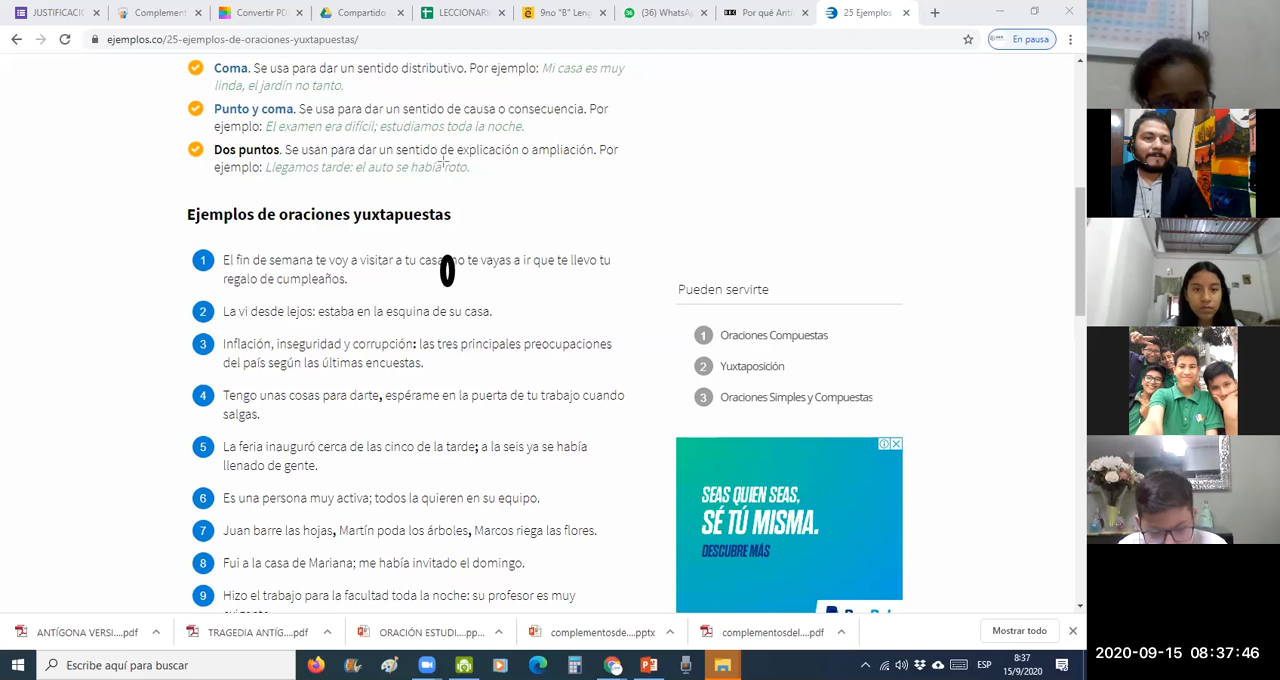 JUSTIFICACI
Complement
Convertir PDF
Compartido
LECCIONARI
9no "B" Leng
(36) WhatsAp
Por qué Anti
25 Ejemplos
ejemplos.co/25-ejemplos-de-oraciones-yuxtapuestas/
En pausa
Coma. Se usa para dar un sentido distributivo. Por ejemplo: Mi casa es muy
linda, el jardín no tanto.
Punto y coma. Se usa para dar un sentido de causa o consecuencia. Por
ejemplo: El examen era difícil; estudiamos toda la noche.
Dos puntos. Se usan para dar un sentid plicación o ampliación. Por
ejemplo: Llegamos tarde: el auto se había roto.
Ejemplos de oraciones yuxtapuestas
1 El fin de semana te voy a visitar a tu casa no te vayas a ir que te llevo tu
regalo de cumpleaños.
2 La vi desde lejos: estaba en la esquina de su casa.
3 Inflación, inseguridad y corrupción: las tres principales preocupaciones
del país según las últimas encuestas.
4 Tengo unas cosas para darte, espérame en la puerta de tu trabajo cuando
salgas.
5 La feria inauguró cerca de las cinco de la tarde; a la seis ya se había
llenado de gente.
6 Es una persona muy activa; todos la quieren en su equipo.
7 Juan barre las hojas, Martín poda los árboles, Marcos riega las flores.
8 Fui a la casa de Mariana; me había invitado el domingo.
9 Hizo el trabajo para la facultad toda la noche: su profesor es muy
Pueden servirte
1 Oraciones Compuestas
2 Yuxtaposición
3 Oraciones Simples y Compuestas
SEAS QUIEN SEAS,
SÉ TÚ MISMA.
DESCUBRE MÁS
ANTÍGONA VERSI....pdf
TRAGEDIA ANTÍG....pdf
ORACIÓN ESTUDI....pp...
complementosde....pptx
complementosdel....pdf
Mostrar todo
Escribe aquí para buscar
ESP
8:37
15/9/2020
2020-09-15 08:37:46